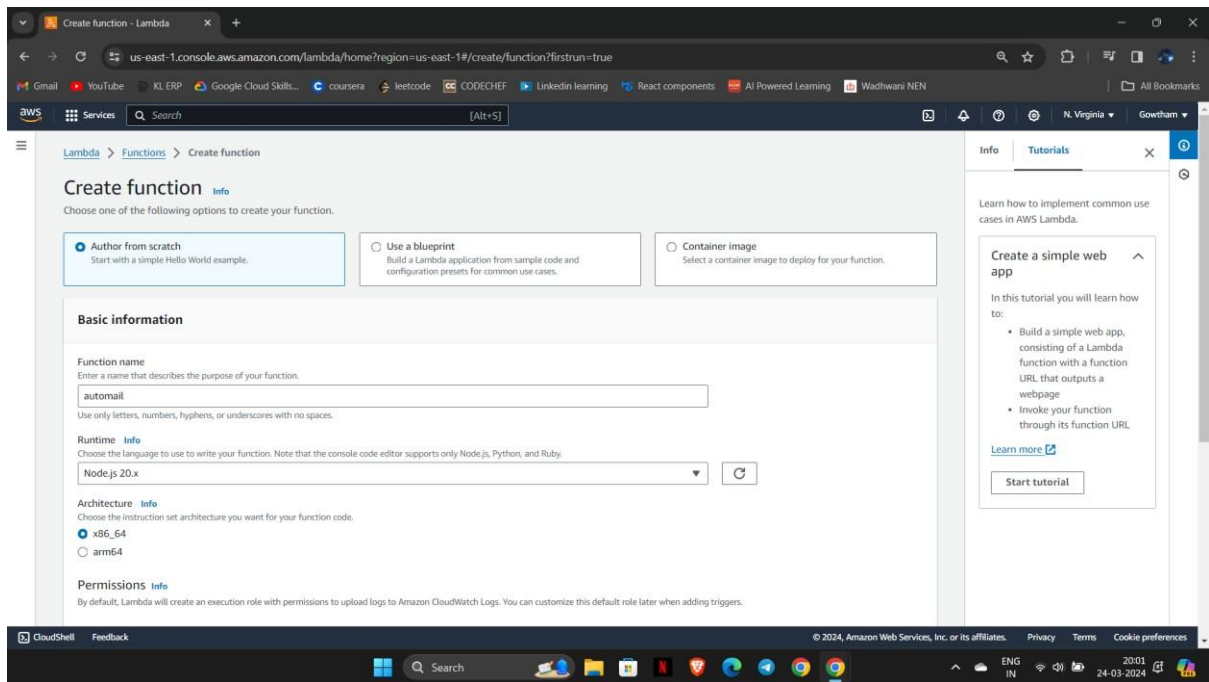 Create function - Lambda
us-east-1.console.aws.amazon.com/lambda/home?region=us-east-1#/create/function?firstrun=true
Gmail YouTube KL ERP Google Cloud Skills... coursera leetcode CODECHEF Linkedin learning React components AI Powered Learning Wadhwani NEN All Bookmarks
aws Services Search [Alt+S] N. Virginia Gowtham
Lambda > Functions > Create function
Create function Info
Choose one of the following options to create your function.
Author from scratch
Start with a simple Hello World example.
Use a blueprint
Build a Lambda application from sample code and
configuration presets for common use cases.
Container image
Select a container image to deploy for your function.
Basic information
Function name
Enter a name that describes the purpose of your function.
automail
Use only letters, numbers, hyphens, or underscores with no spaces.
Runtime Info
Choose the language to use to write your function. Note that the console code editor supports only Node.js, Python, and Ruby.
Node.js 20.x
Architecture Info
Choose the instruction set architecture you want for your function code.
x86_64
arm64
Permissions Info
By default, Lambda will create an execution role with permissions to upload logs to Amazon CloudWatch Logs. You can customize this default role later when adding triggers.
Info Tutorials
Learn how to implement common use
cases in AWS Lambda.
Create a simple web
app
In this tutorial you will learn how
to:
• Build a simple web app,
consisting of a Lambda
function with a function
URL that outputs a
webpage
• Invoke your function
through its function URL
Learn more
Start tutorial
CloudShell Feedback © 2024, Amazon Web Services, Inc. or its affiliates. Privacy Terms Cookie preferences
Search
ENG
IN
20:01
24-03-2024